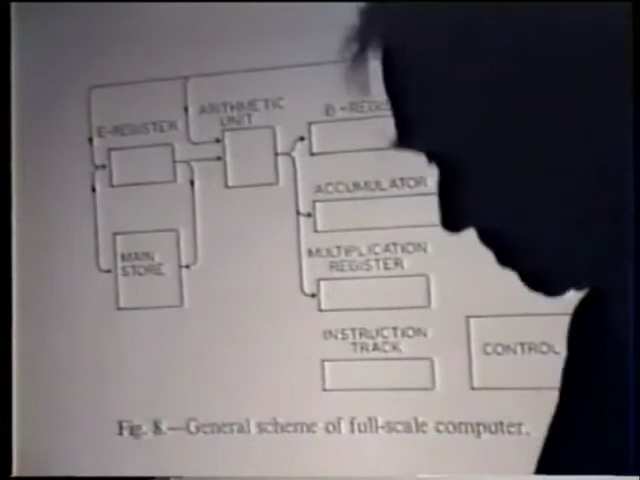 ARITHMETIC
UNIT
B-REGIS
E-REGISTER
ACCUMULATOR
MAIN
STORE
MULTIPLICATION
REGISTER
INSTRUCTION
TRACK
CONTROL
Fig. 8.—General scheme of full-scale computer.